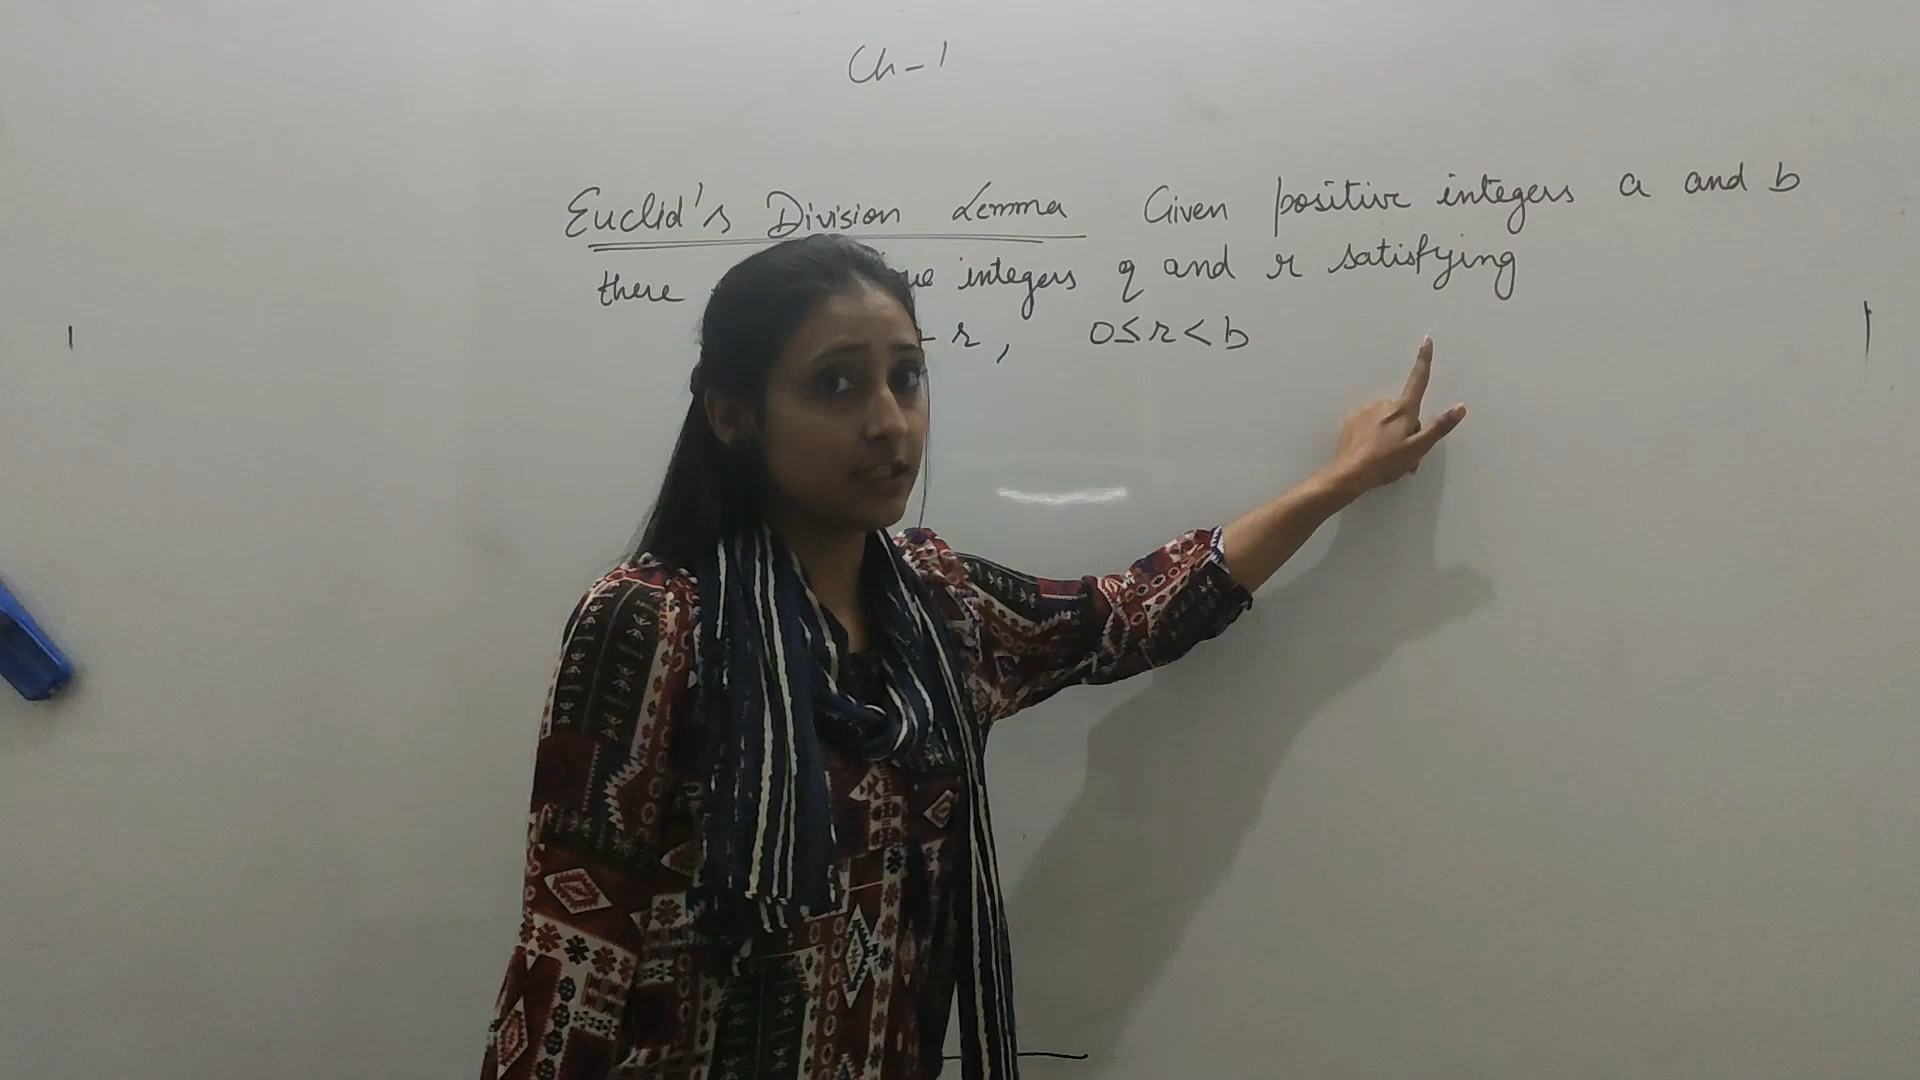 Ch-1
Euclid's Division Lemma Given positive integers a and b
there integers q and r satisfying
r, 0≤r<b